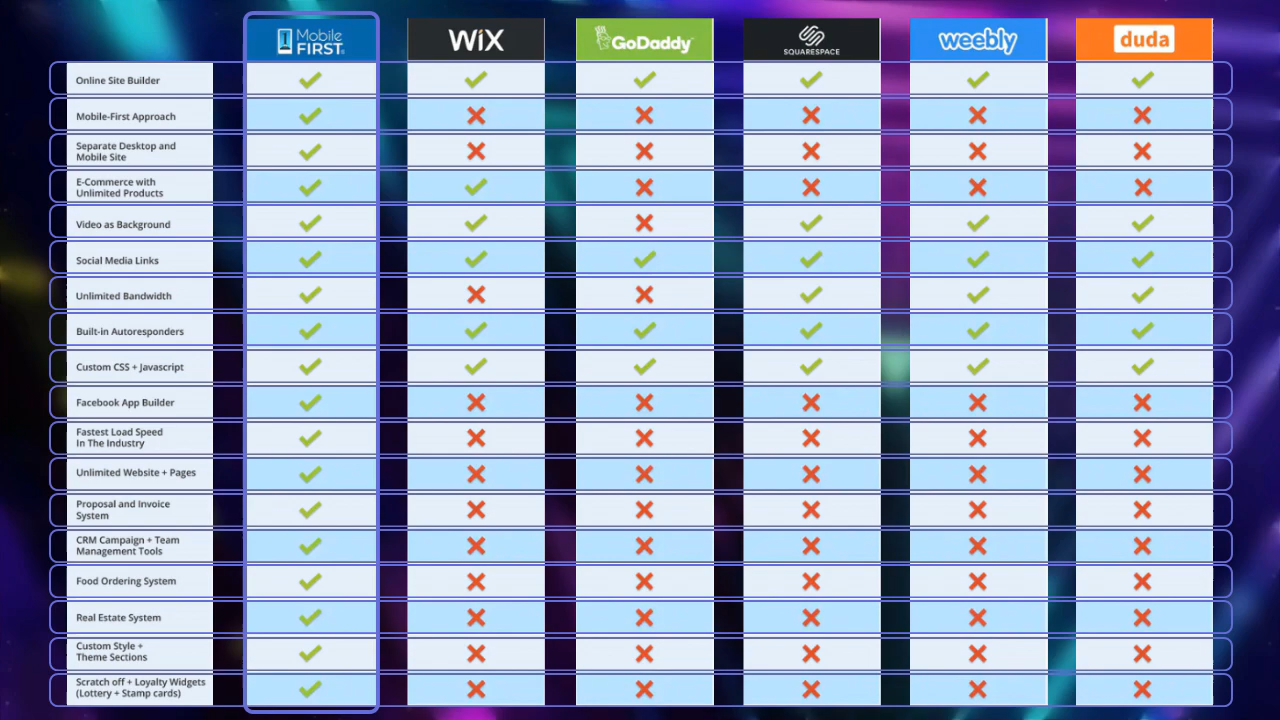 Mobile
FIRST
WiX
GoDaddy
SQUARESPACE
weebly
duda
Online Site Builder
Mobile-First Approach
Separate Desktop and
Mobile Site
E-Commerce with
Unlimited Products
Video as Background
Social Media Links
Unlimited Bandwidth
Built-in Autoresponders
Custom CSS + Javascript
Facebook App Builder
Fastest Load Speed
In The Industry
Unlimited Website + Pages
Proposal and Invoice
System
CRM Campaign + Team
Management Tools
Food Ordering System
Real Estate System
Custom Style +
Theme Sections
Scratch off + Loyalty Widgets
(Lottery + Stamp cards)